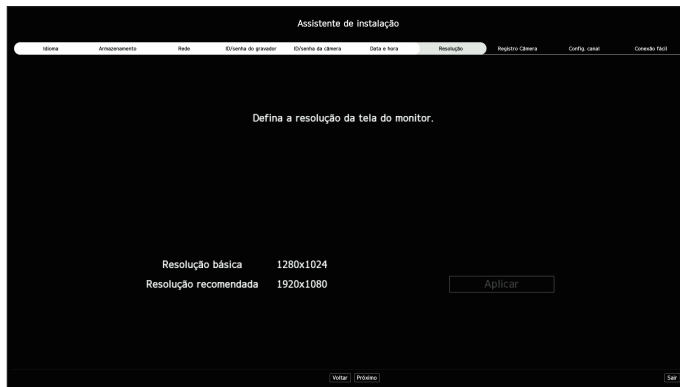 Assistente de instalação
Idioma Armazenamento Rede ID/senha do gravador ID/senha da câmera Data e hora Resolução Registro Câmera Config. canal Conexão fácil
Defina a resolução da tela do monitor.
Resolução básica 1280x1024
Resolução recomendada 1920x1080 Aplicar
Voltar Próximo Sair